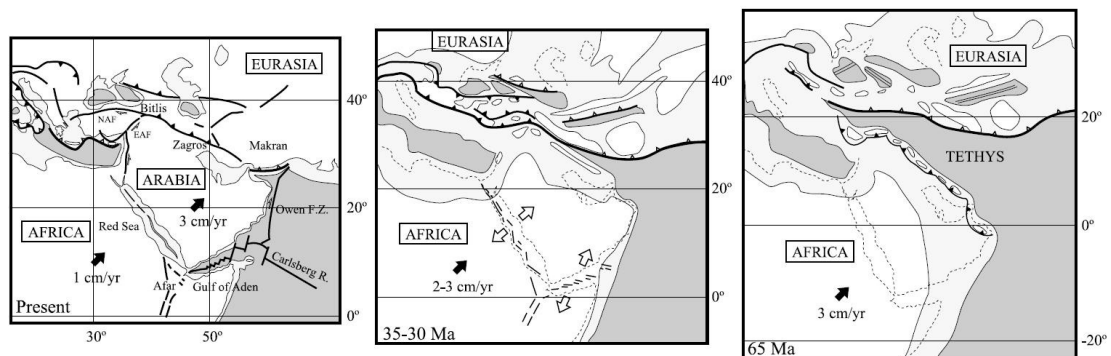 EURASIA
40º
Bitlis
NAF
EAF
Zagros
Makran
ARABIA
3 cm/yr
20º
Owen F.Z.
AFRICA
Red Sea
1 cm/yr
Carlsberg R.
Afar
Gulf of Aden
Present
0º
30º
50º
EURASIA
40º
20º
AFRICA
2-3 cm/yr
0º
35-30 Ma
EURASIA
20º
TETHYS
0º
AFRICA
3 cm/yr
65 Ma
-20º